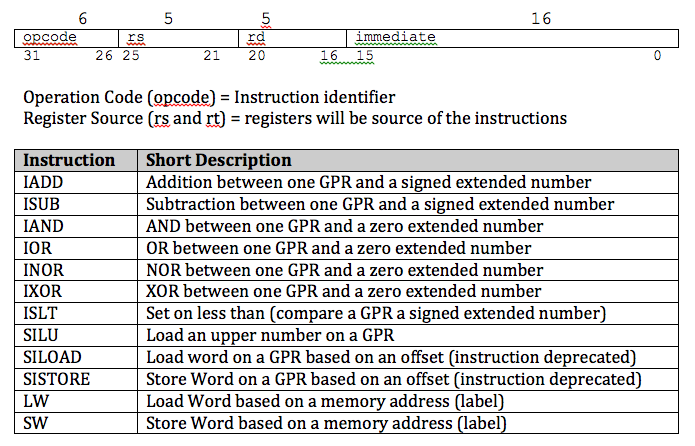 6 5 5 16
opcode rs rd immediate
31 26 25 21 20 16 15 0
Operation Code (opcode) = Instruction identifier
Register Source (rs and rt) = registers will be source of the instructions
Instruction Short Description
IADD Addition between one GPR and a signed extended number
ISUB Subtraction between one GPR and a signed extended number
IAND AND between one GPR and a zero extended number
IOR OR between one GPR and a zero extended number
INOR NOR between one GPR and a zero extended number
IXOR XOR between one GPR and a zero extended number
ISLT Set on less than (compare a GPR a signed extended number)
SILU Load an upper number on a GPR
SILOAD Load word on a GPR based on an offset (instruction deprecated)
SISTORE Store Word on a GPR based on an offset (instruction deprecated)
LW Load Word based on a memory address (label)
SW Store Word based on a memory address (label)